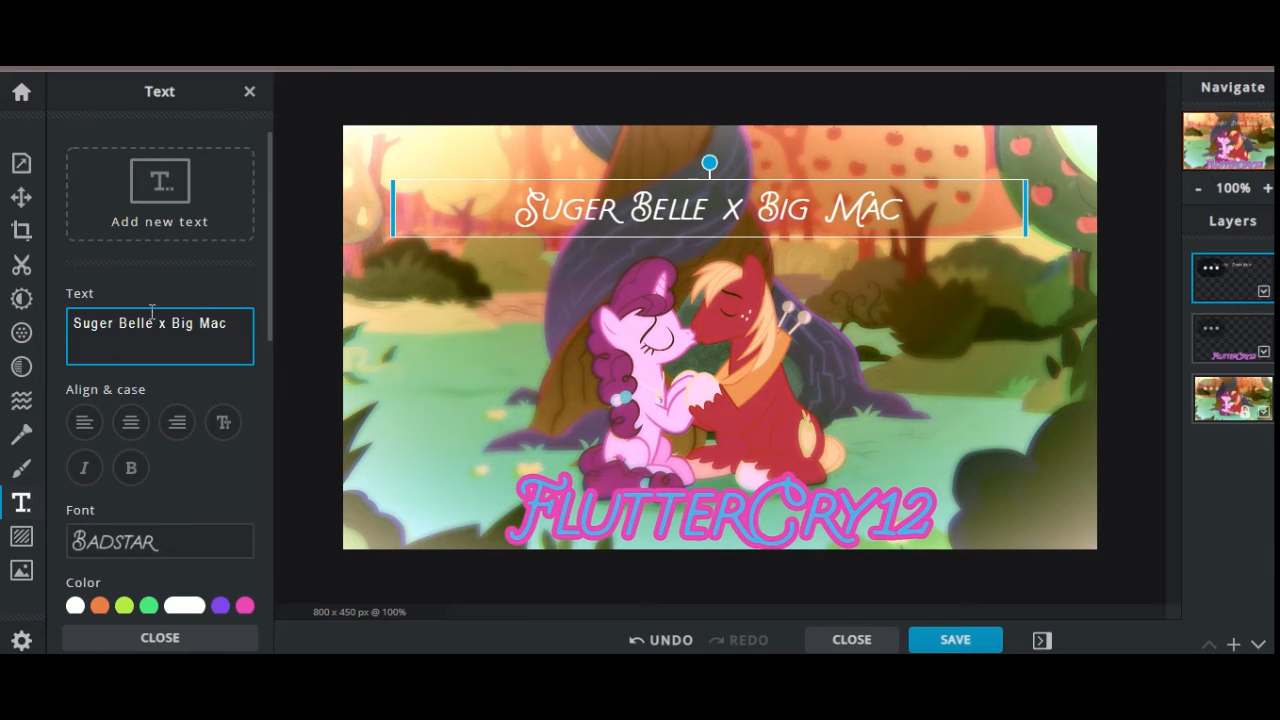 Text
Add new text
Text
Suger Belle x Big Mac
Align & case
Font
BADSTAR
Color
CLOSE
SUGER BELLE X BIG MAC
FLUTTERCRY12
800 x 450 px @ 100%
UNDO
REDO
CLOSE
SAVE
Navigate
- 100% +
Layers
FLUTTERCRY12